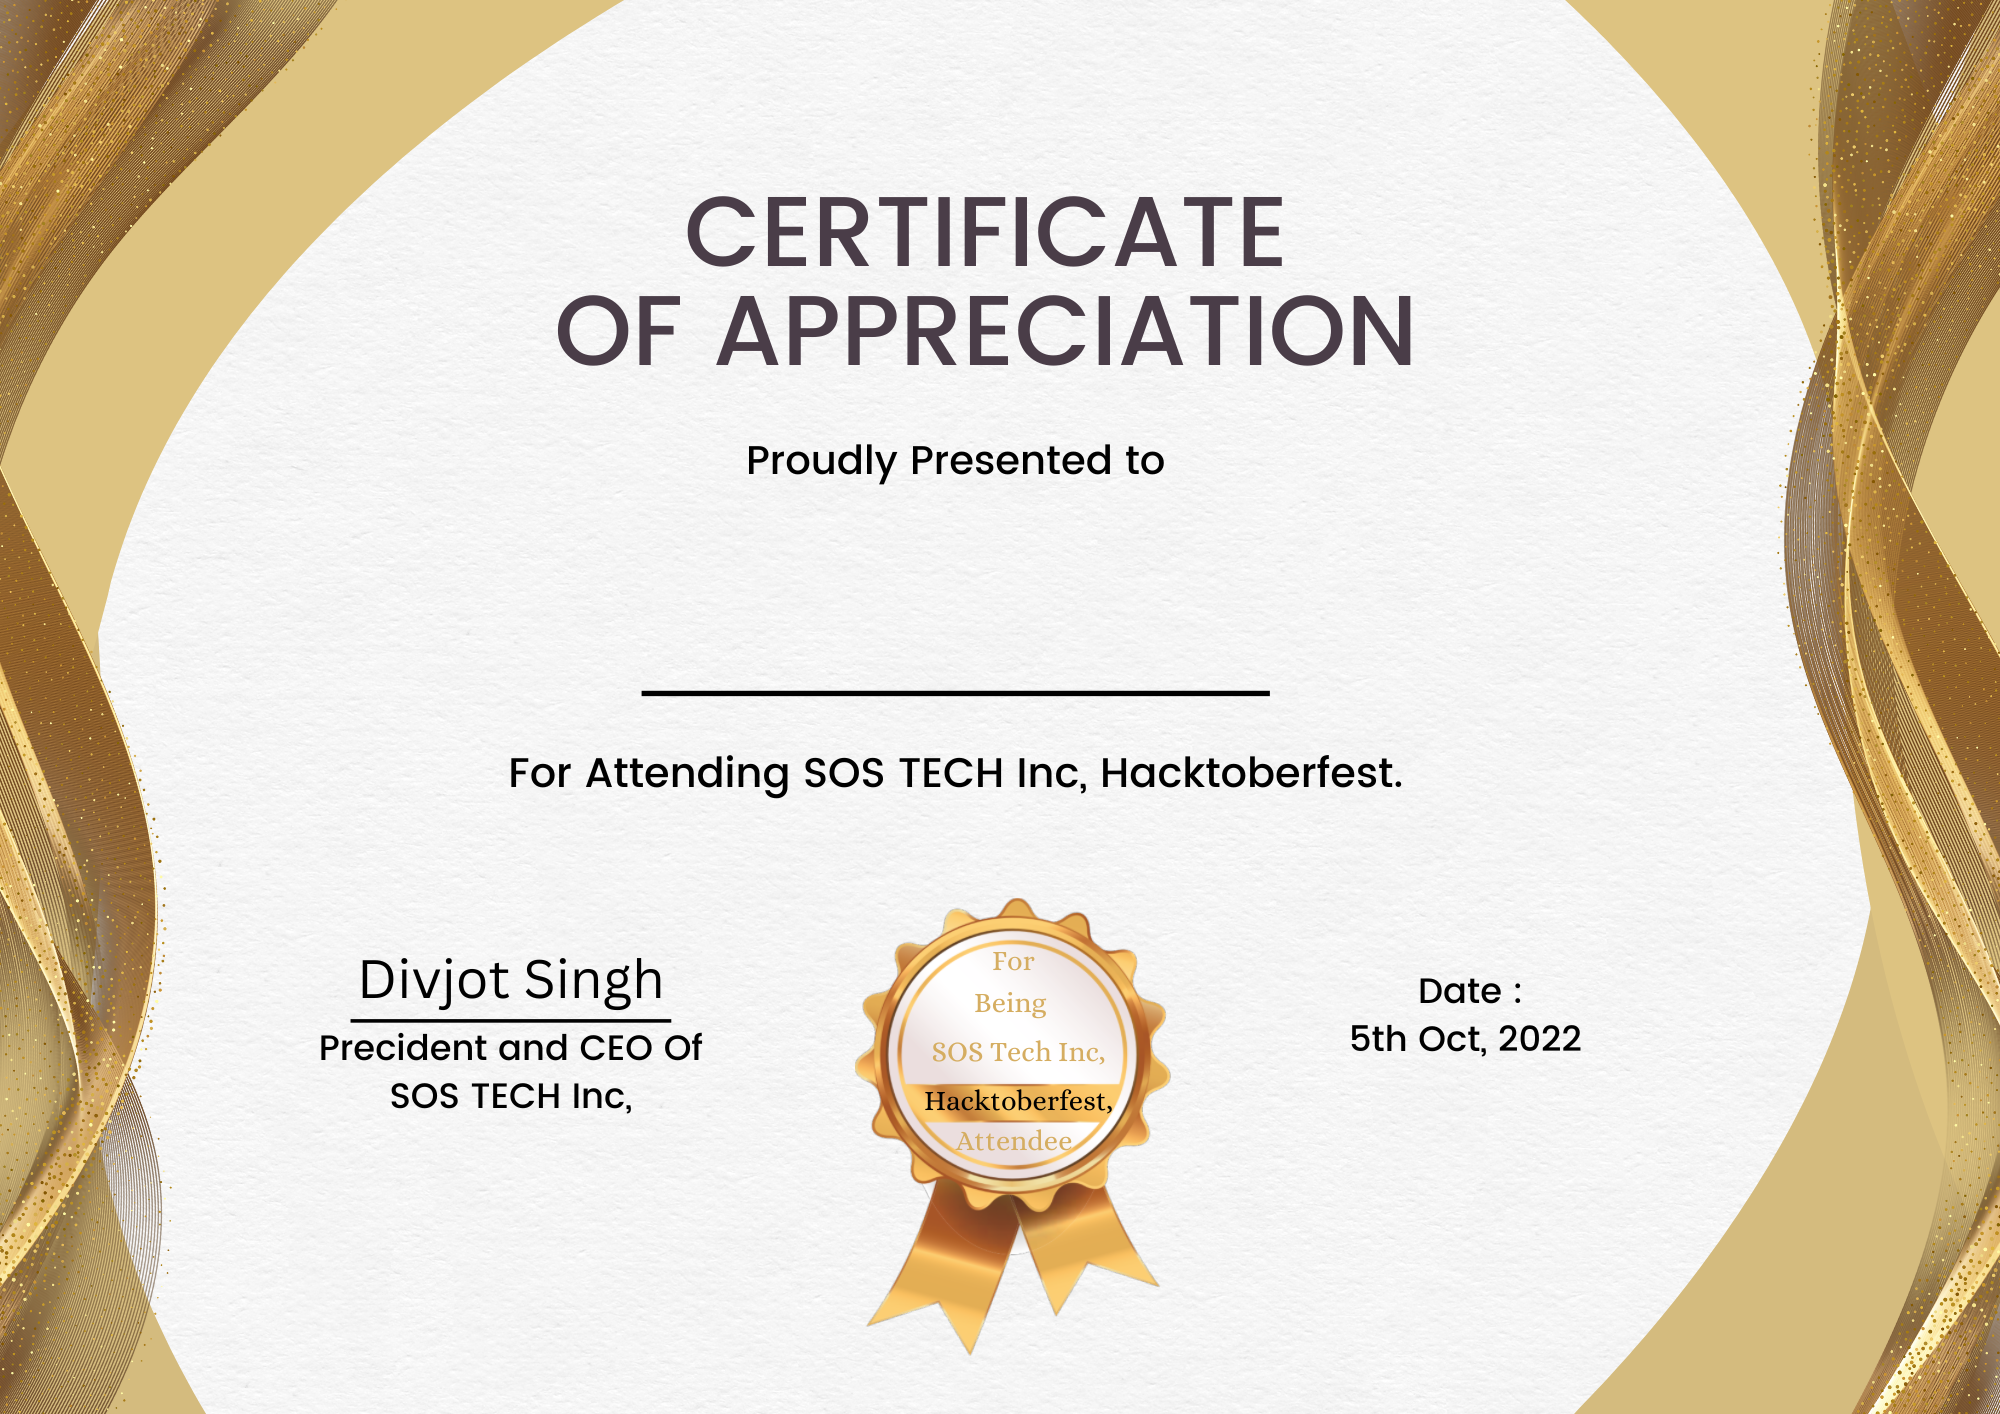 CERTIFICATE
OF APPRECIATION
Proudly Presented to
For Attending SOS TECH Inc, Hacktoberfest.
Divjot Singh
Precident and CEO Of
SOS TECH Inc,
For
Being
SOS Tech Inc,
Hacktoberfest,
Attendee
Date :
5th Oct, 2022